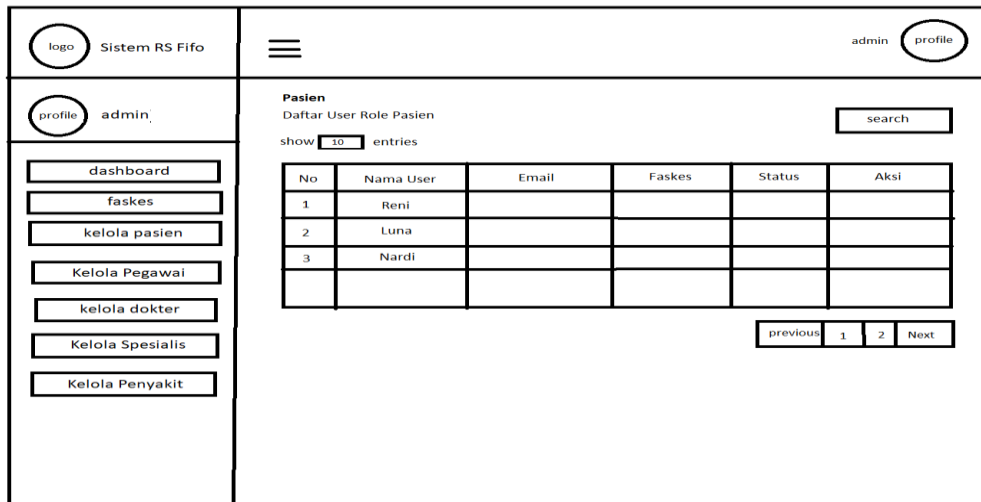 logo Sistem RS Fifo
admin profile
profile admin
dashboard
faskes
kelola pasien
Kelola Pegawai
kelola dokter
Kelola Spesialis
Kelola Penyakit
Pasien
Daftar User Role Pasien
search
show 10 entries
No Nama User Email Faskes Status Aksi
1 Reni
2 Luna
3 Nardi
previous 1 2 Next